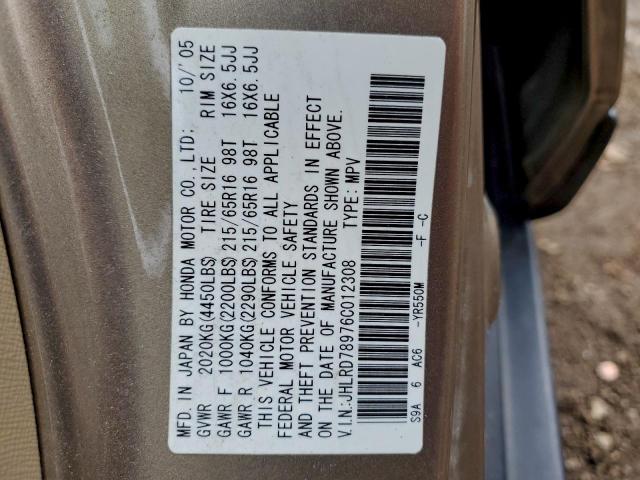 MFD. IN JAPAN BY HONDA MOTOR CO., LTD: 10/'05
GVWR 2020KG(4450LBS) TIRE SIZE RIM SIZE
GAWR F 1000KG(2200LBS) 215/65R16 98T 16X6.5JJ
GAWR R 1040KG(2290LBS) 215/65R16 98T 16X6.5JJ
THIS VEHICLE CONFORMS TO ALL APPLICABLE
FEDERAL MOTOR VEHICLE SAFETY
AND THEFT PREVENTION STANDARDS IN EFFECT
ON THE DATE OF MANUFACTURE SHOWN ABOVE.
V.I.N:JHLRD78976C012308 TYPE: MPV
S9A 6 AC6 -YR550M -F -C